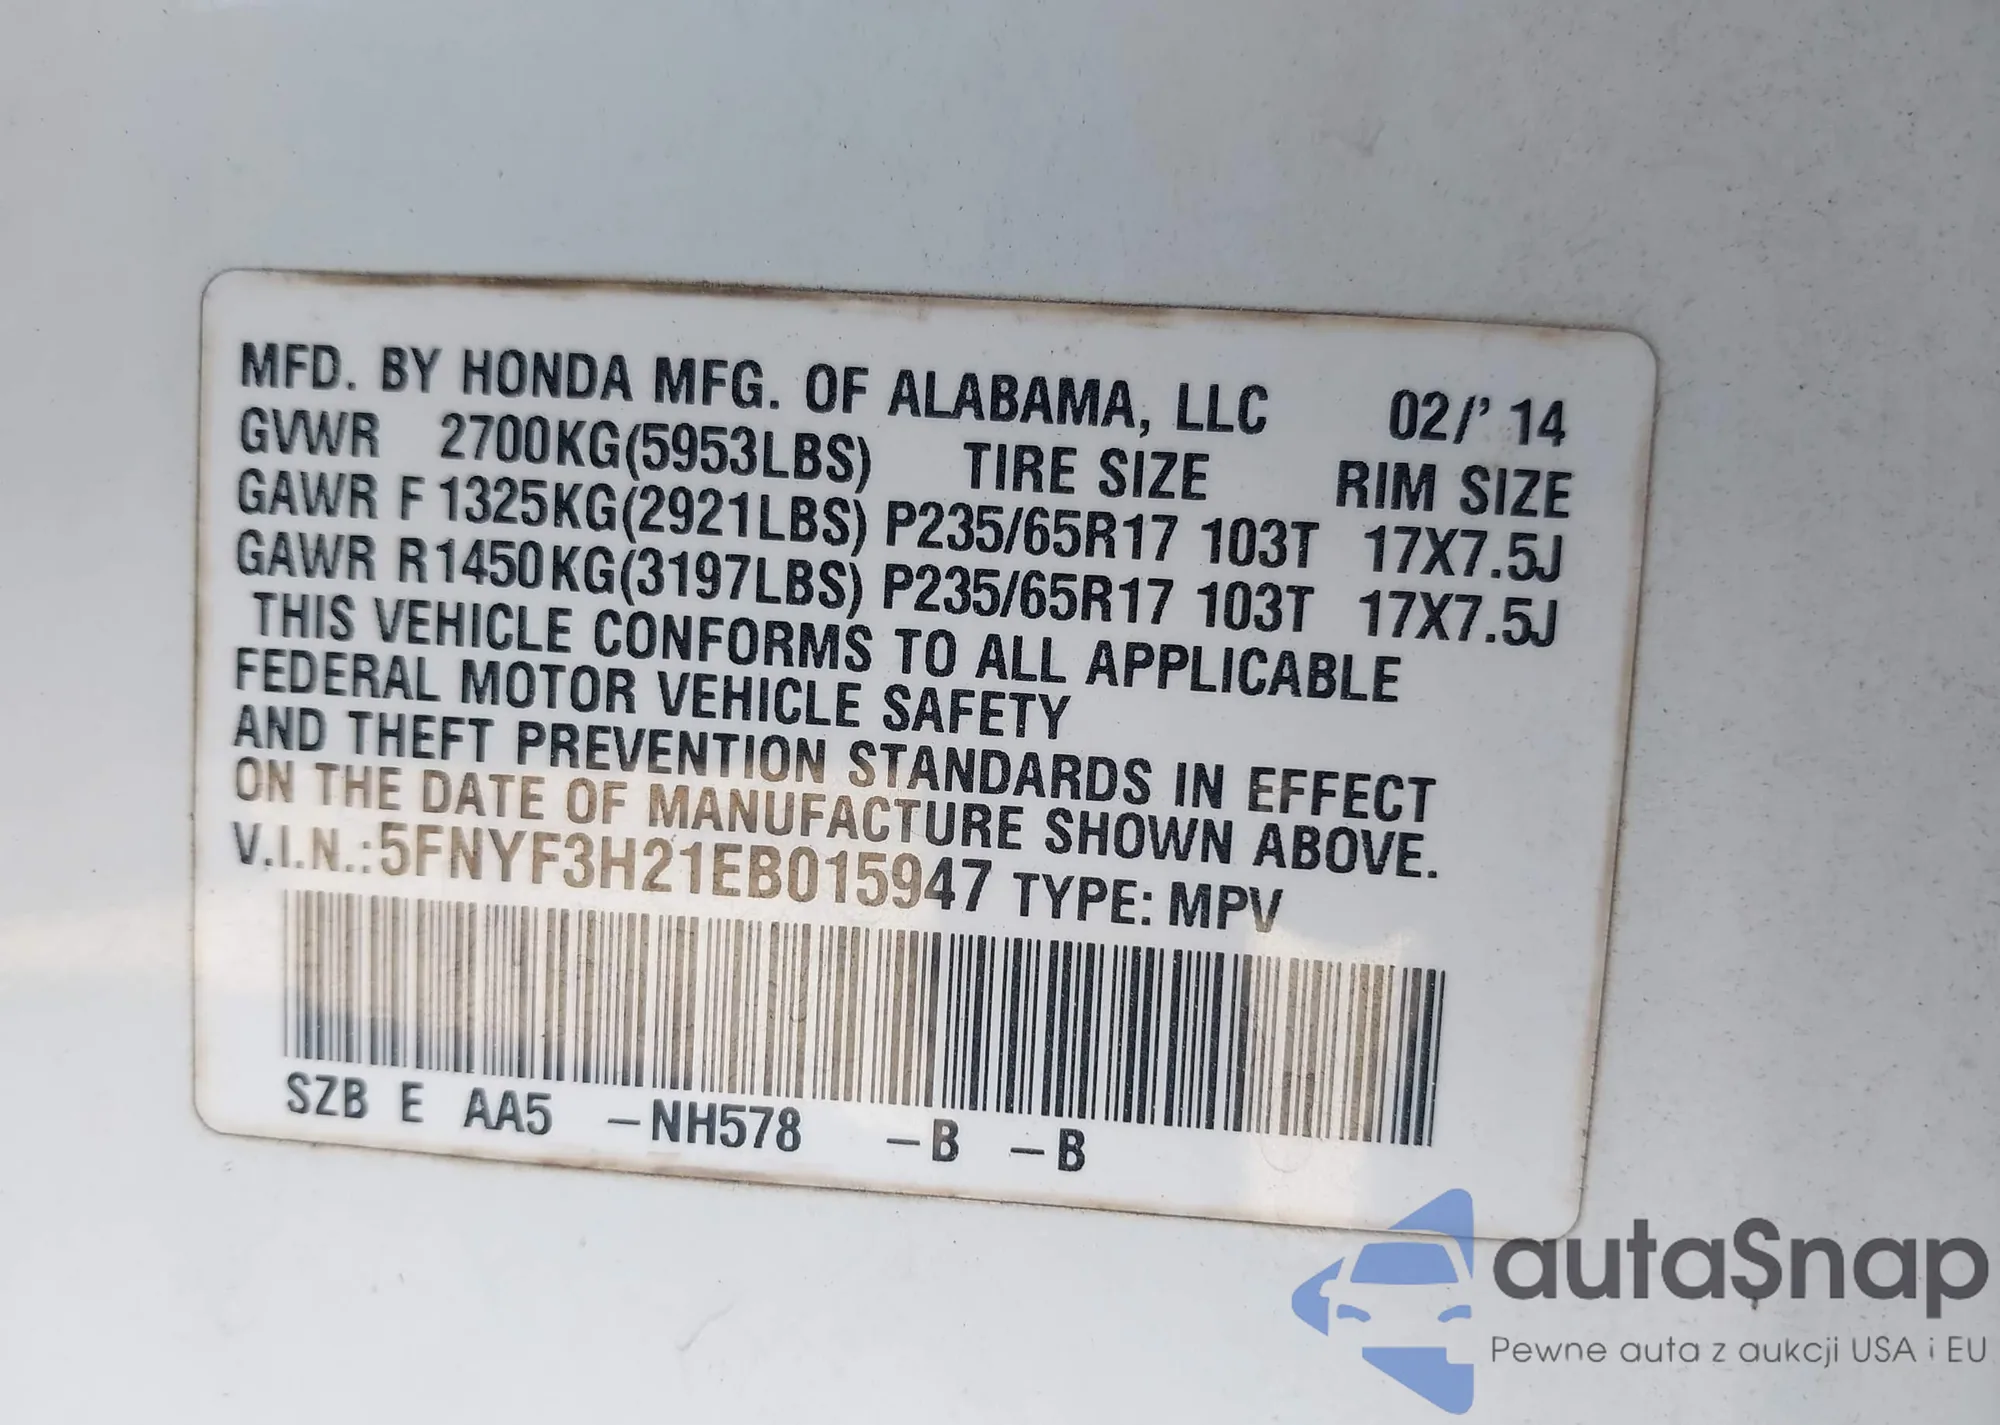 MFD. BY HONDA MFG. OF ALABAMA, LLC 02/' 14
GVWR 2700KG(5953LBS) TIRE SIZE RIM SIZE
GAWR F 1325KG(2921LBS) P235/65R17 103T 17X7.5J
GAWR R1450KG(3197LBS) P235/65R17 103T 17X7.5J
THIS VEHICLE CONFORMS TO ALL APPLICABLE
FEDERAL MOTOR VEHICLE SAFETY
AND THEFT PREVENTION STANDARDS IN EFFECT
ON THE DATE OF MANUFACTURE SHOWN ABOVE.
V.I.N.:5FNYF3H21EB015947 TYPE: MPV
SZB E AA5 –NH578 –B –B
autaSnap
Pewne auta z aukcji USA i EU